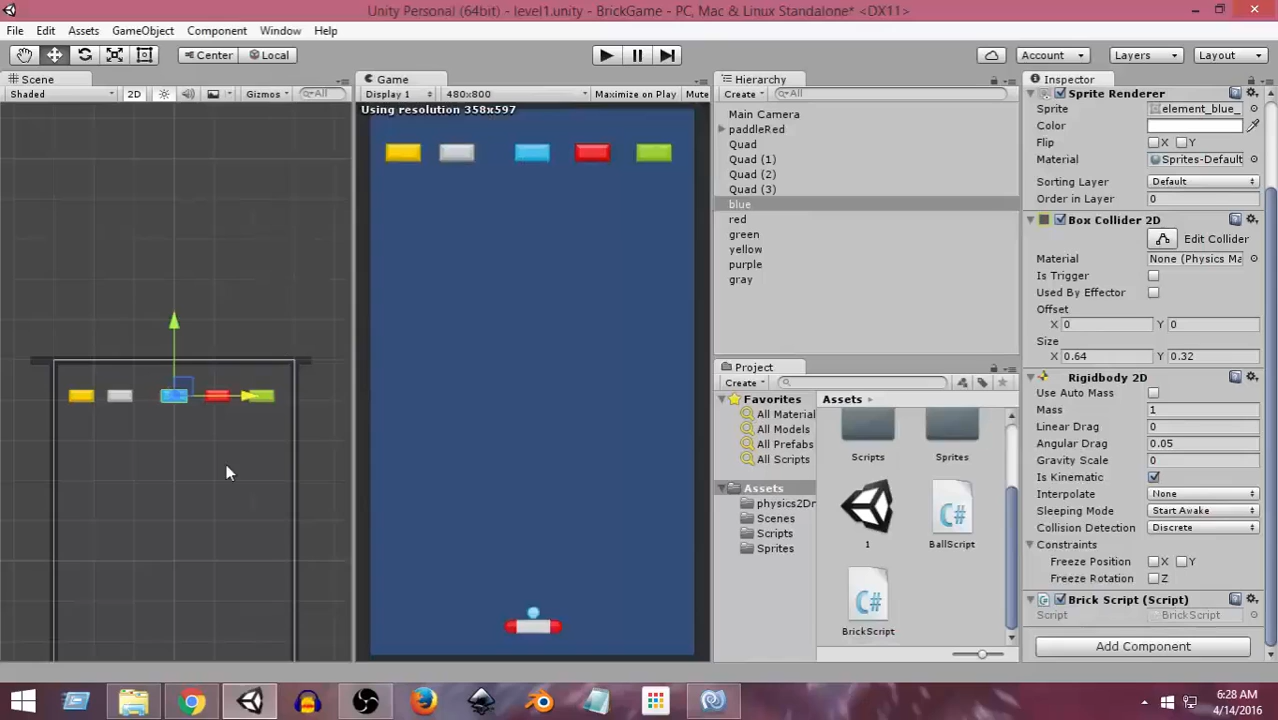 Unity Personal (64bit) - level1.unity - BrickGame - PC, Mac & Linux Standalone* <DX11>
File Edit Assets GameObject Component Window Help
Center Local Account Layers Layout
Scene
Shaded 2D Gizmos All
Game
Display 1 480x800 Maximize on Play Mute
Using resolution 358x597
Hierarchy
Create All
Main Camera
paddleRed
Quad
Quad (1)
Quad (2)
Quad (3)
blue
red
green
yellow
purple
gray
Project
Create
Favorites
All Material
All Models
All Prefabs
All Scripts
Assets
physics2Dm
Scenes
Scripts
Sprites
Assets
Scripts Sprites
1 BallScript
BrickScript
Inspector
Sprite Renderer
Sprite element_blue_
Color
Flip X Y
Material Sprites-Default
Sorting Layer Default
Order in Layer 0
Box Collider 2D
Edit Collider
Material None (Physics Ma
Is Trigger
Used By Effector
Offset
X 0 Y 0
Size
X 0.64 Y 0.32
Rigidbody 2D
Use Auto Mass
Mass 1
Linear Drag 0
Angular Drag 0.05
Gravity Scale 0
Is Kinematic
Interpolate None
Sleeping Mode Start Awake
Collision Detection Discrete
Constraints
Freeze Position X Y
Freeze Rotation Z
Brick Script (Script)
Script BrickScript
Add Component
6:28 AM
4/14/2016